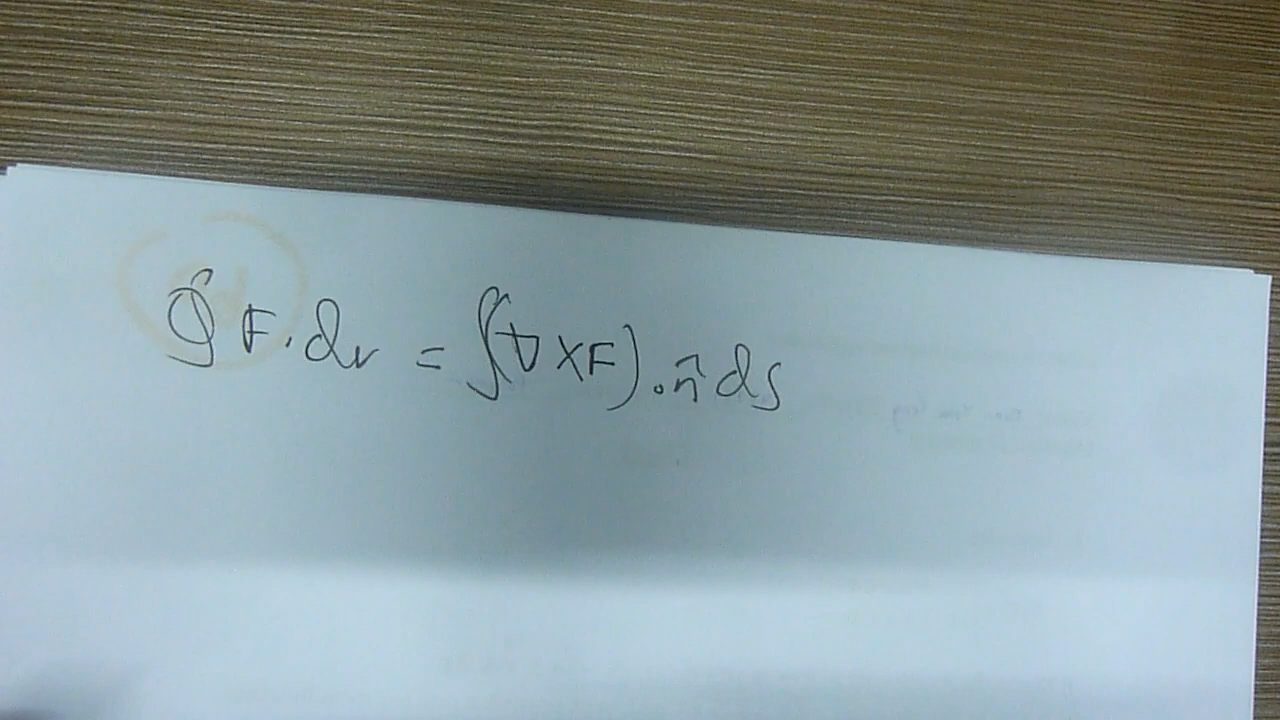 ∮ F. dr = ∫(∇ × F) . n̂ ds